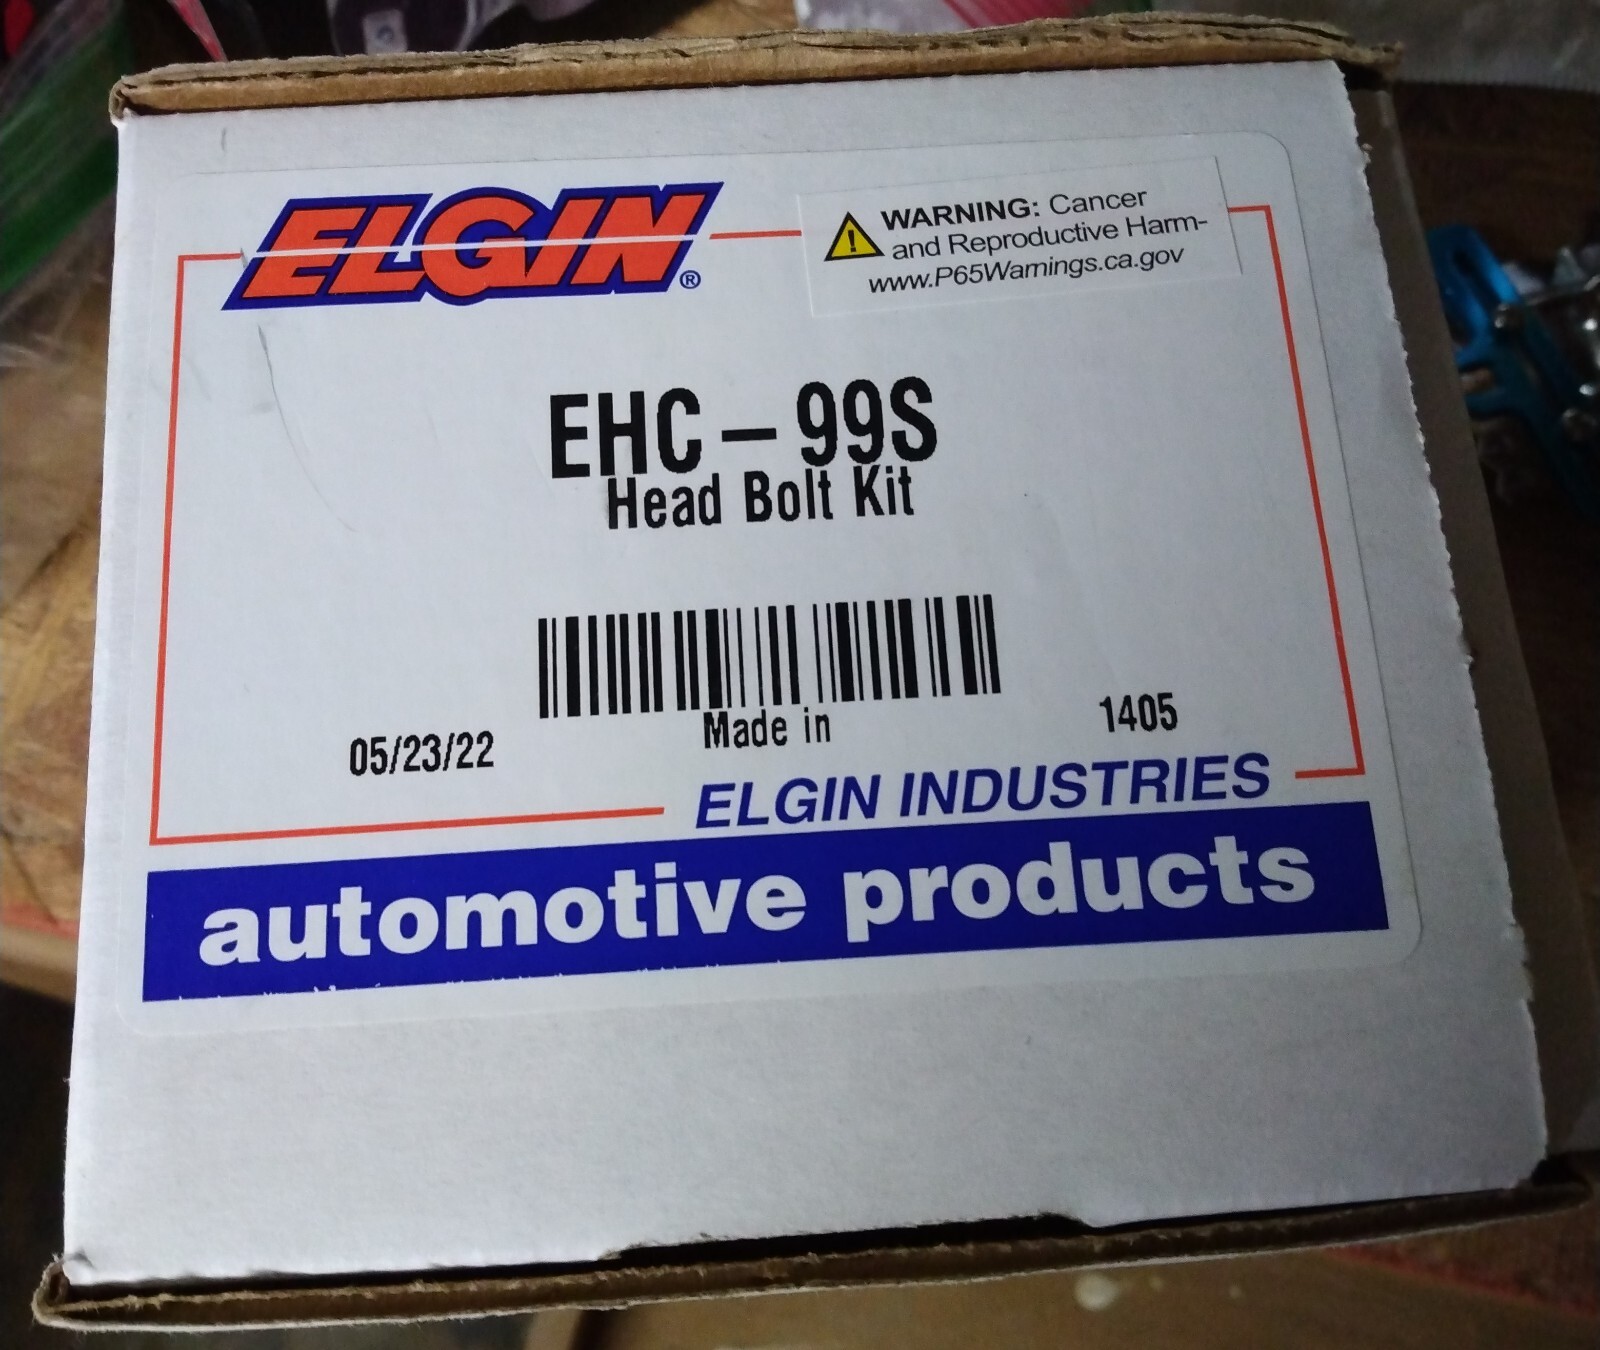 ELGIN®
WARNING: Cancer
and Reproductive Harm-
www.P65Warnings.ca.gov
EHC-99S
Head Bolt Kit
Made in
05/23/22
1405
ELGIN INDUSTRIES
automotive products